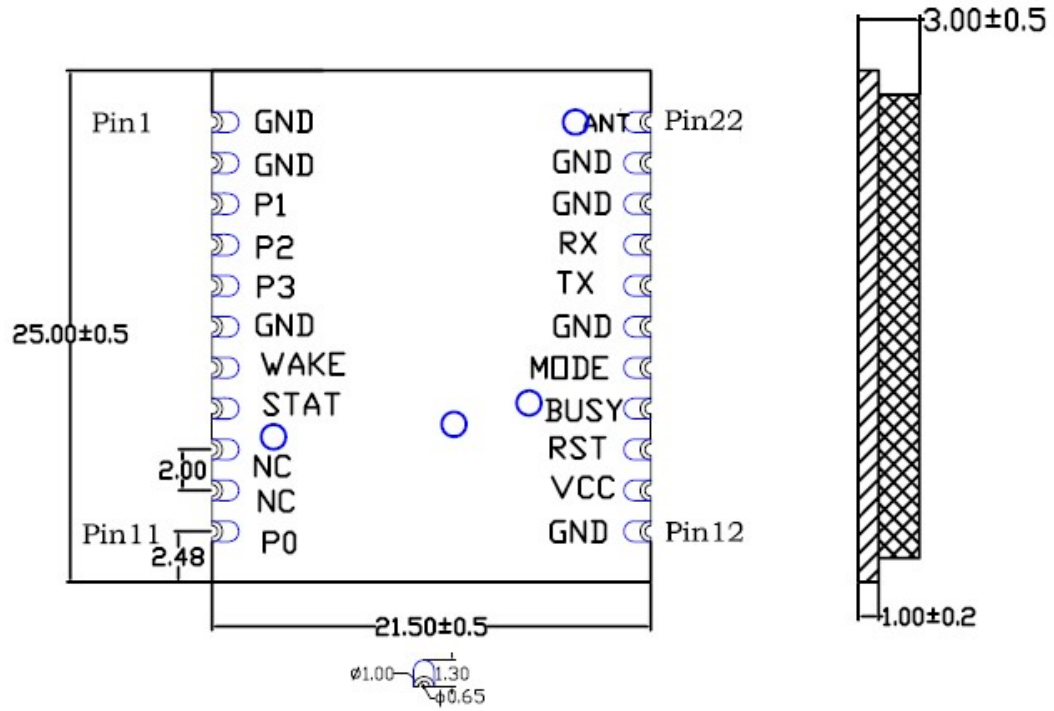 3.00±0.5
Pin1 GND ANT Pin22
GND GND
P1 GND
P2 RX
P3 TX
25.00±0.5 GND GND
WAKE MODE
STAT BUSY
RST
2.00 NC
NC VCC
Pin11 P0 GND Pin12
2.48
21.50±0.5 1.00±0.2
ø1.00 1.30
ϕ0.65